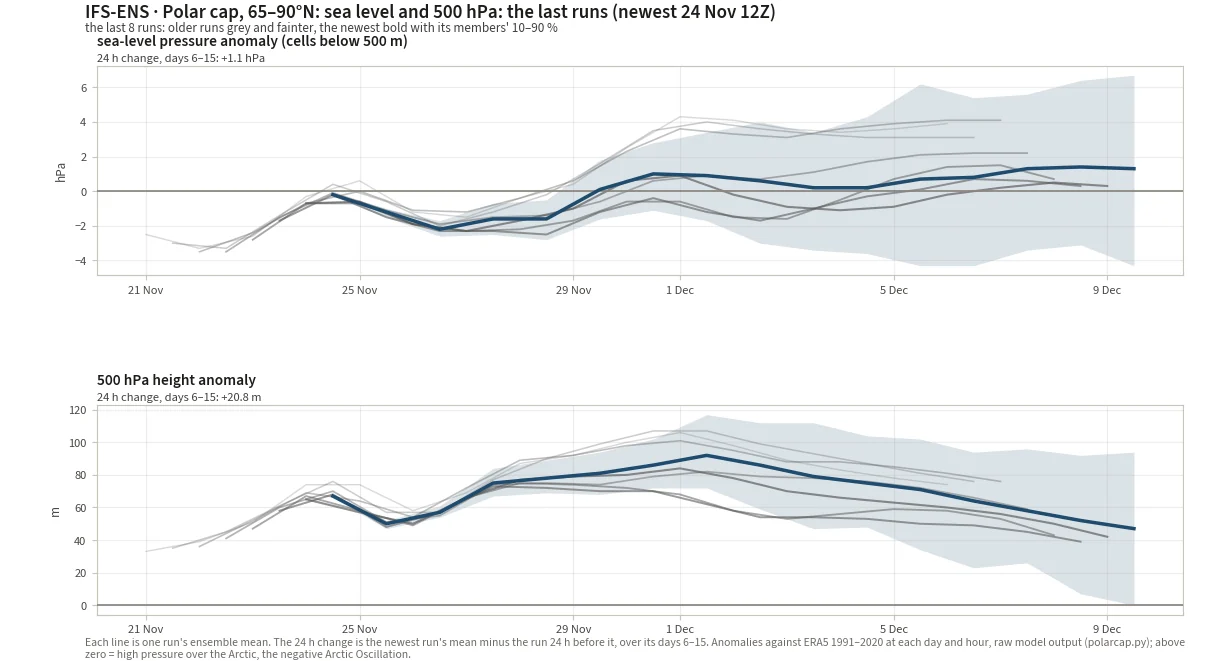 IFS-ENS · Polar cap, 65–90°N: sea level and 500 hPa: the last runs (newest 24 Nov 12Z)
the last 8 runs: older runs grey and fainter, the newest bold with its members' 10–90 %
sea-level pressure anomaly (cells below 500 m)
24 h change, days 6–15: +1.1 hPa
6
4
2
0
−2
−4
hPa
21 Nov
25 Nov
29 Nov
1 Dec
5 Dec
9 Dec
500 hPa height anomaly
24 h change, days 6–15: +20.8 m
120
100
80
60
40
20
0
m
21 Nov
25 Nov
29 Nov
1 Dec
5 Dec
9 Dec
Each line is one run's ensemble mean. The 24 h change is the newest run's mean minus the run 24 h before it, over its days 6–15. Anomalies against ERA5 1991–2020 at each day and hour, raw model output (polarcap.py); above
zero = high pressure over the Arctic, the negative Arctic Oscillation.